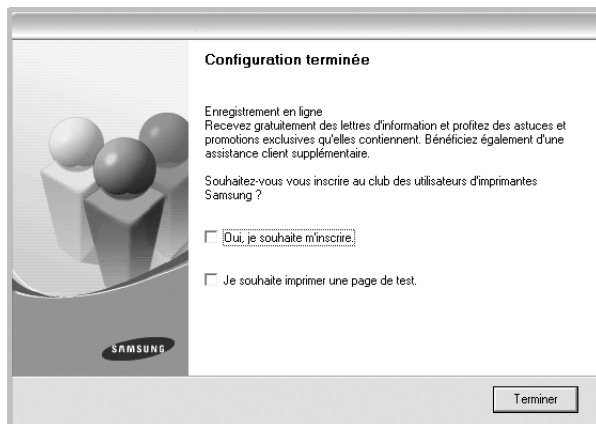 Configuration terminée
Enregistrement en ligne
Recevez gratuitement des lettres d'information et profitez des astuces et
promotions exclusives qu'elles contiennent. Bénéficiez également d'une
assistance client supplémentaire.
Souhaitez-vous vous inscrire au club des utilisateurs d'imprimantes
Samsung ?
Oui, je souhaite m'inscrire.
Je souhaite imprimer une page de test.
SAMSUNG
Terminer